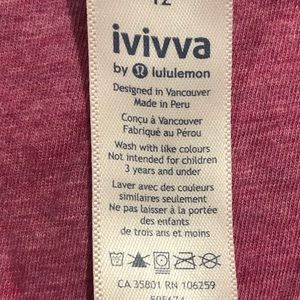 12
ivivva
by lululemon
Designed in Vancouver
Made in Peru
Conçu à Vancouver
Fabriqué au Pérou
Wash with like colours
Not intended for children
3 years and under
Laver avec des couleurs
similaires seulement
Ne pas laisser à la portée
des enfants
de trois ans et moins
CA 35801 RN 106259